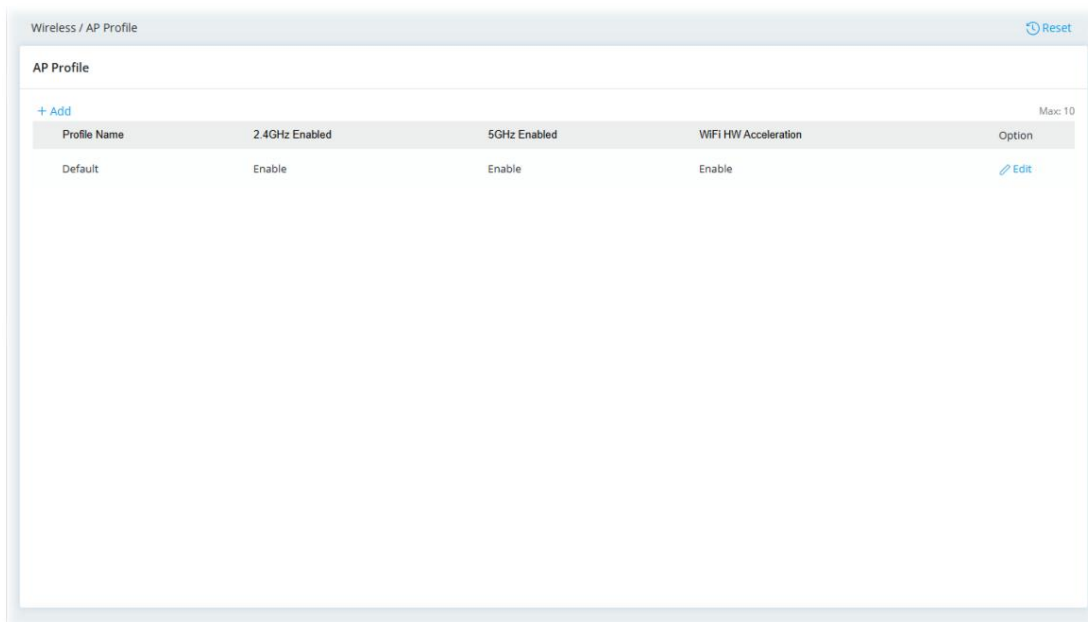 Wireless / AP Profile Reset
AP Profile
+ Add Max: 10
Profile Name 2.4GHz Enabled 5GHz Enabled WiFi HW Acceleration Option
Default Enable Enable Enable Edit